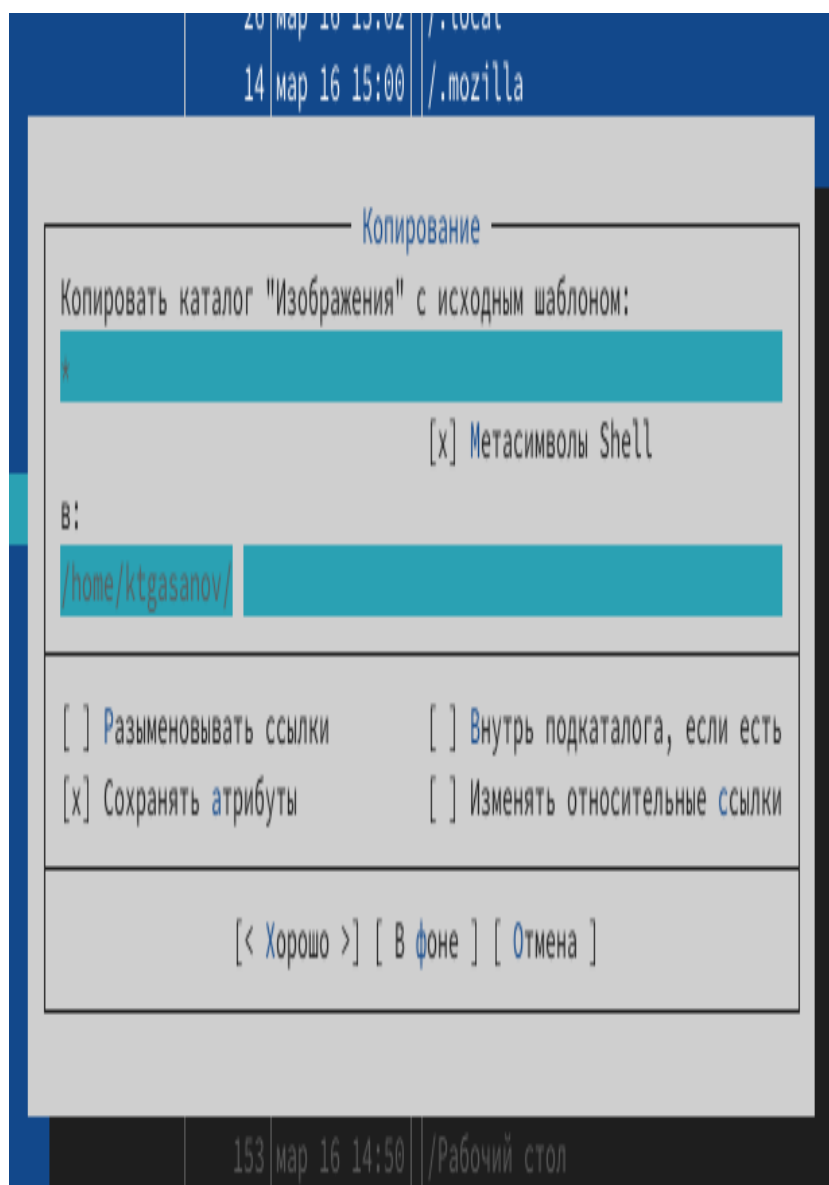 26 мар 16 15:02 /.local
14 мар 16 15:00 /.mozilla
Копирование
Копировать каталог "Изображения" с исходным шаблоном:
*
[x] Метасимволы Shell
в:
/home/ktgasanov/
[ ] Разыменовывать ссылки [ ] Внутрь подкаталога, если есть
[x] Сохранять атрибуты [ ] Изменять относительные ссылки
[< Хорошо >] [ В фоне ] [ Отмена ]
153 мар 16 14:50 /Рабочий стол